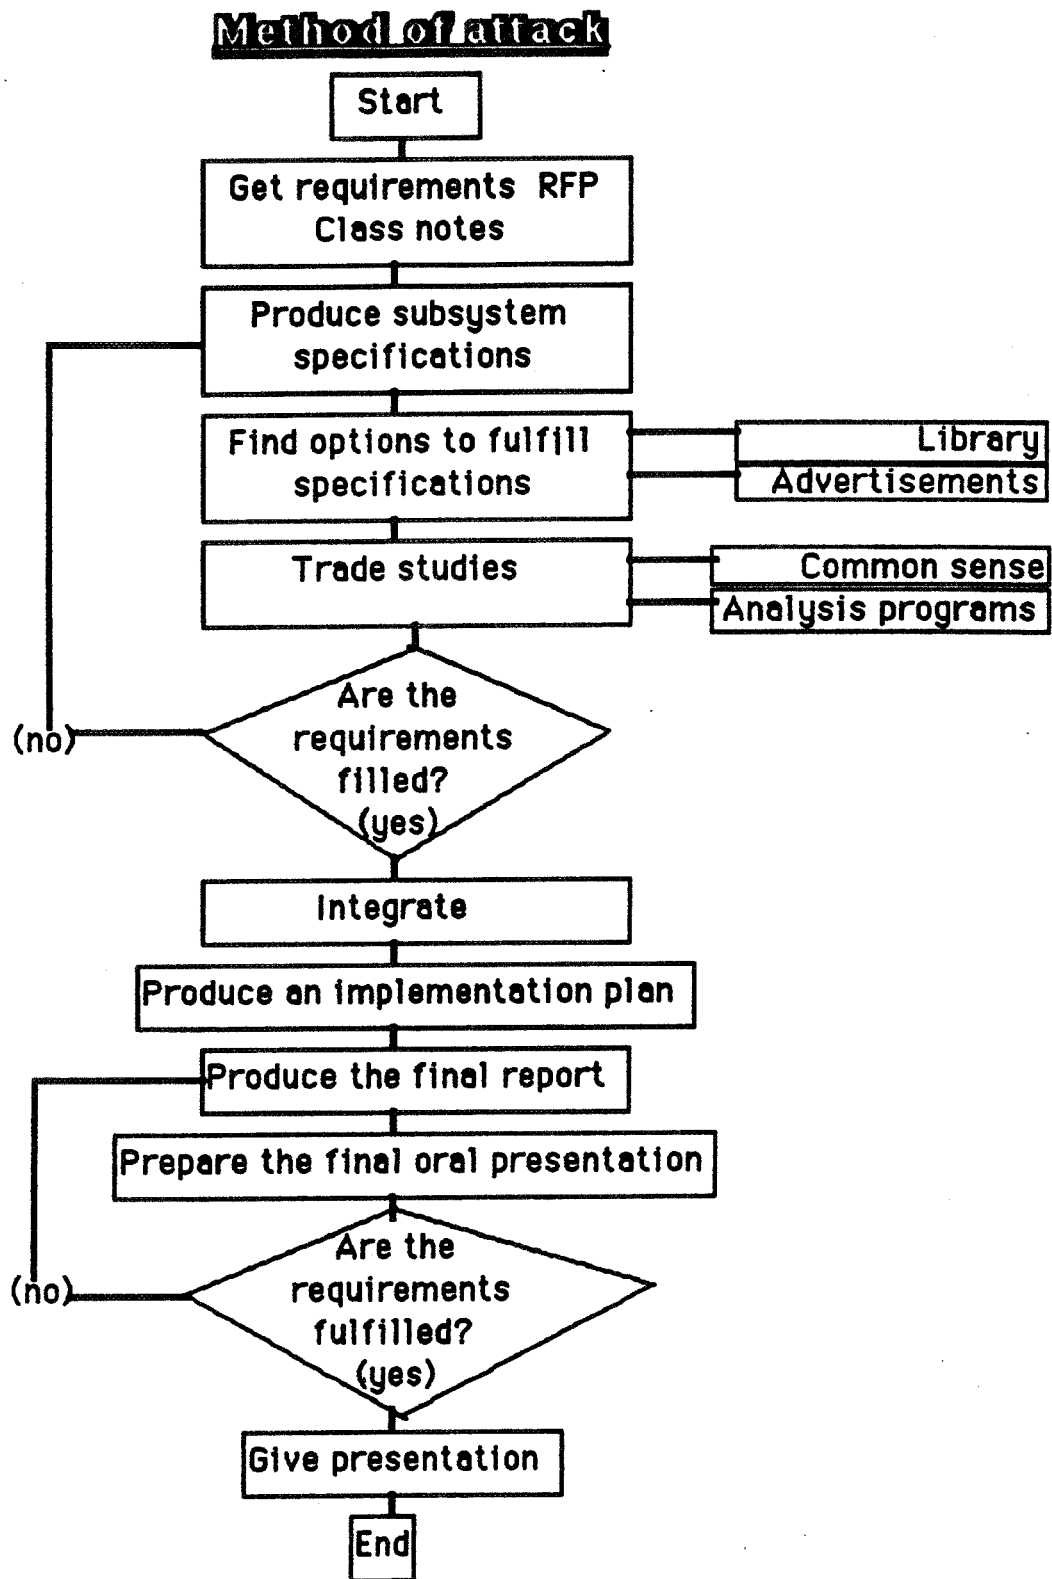 Method of attack
Start
Get requirements RFP
Class notes
Produce subsystem
specifications
Find options to fulfill
specifications
Library
Advertisements
Trade studies
Common sense
Analysis programs
Are the
requirements
filled?
(yes)
(no)
Integrate
Produce an implementation plan
Produce the final report
Prepare the final oral presentation
Are the
requirements
fulfilled?
(yes)
(no)
Give presentation
End